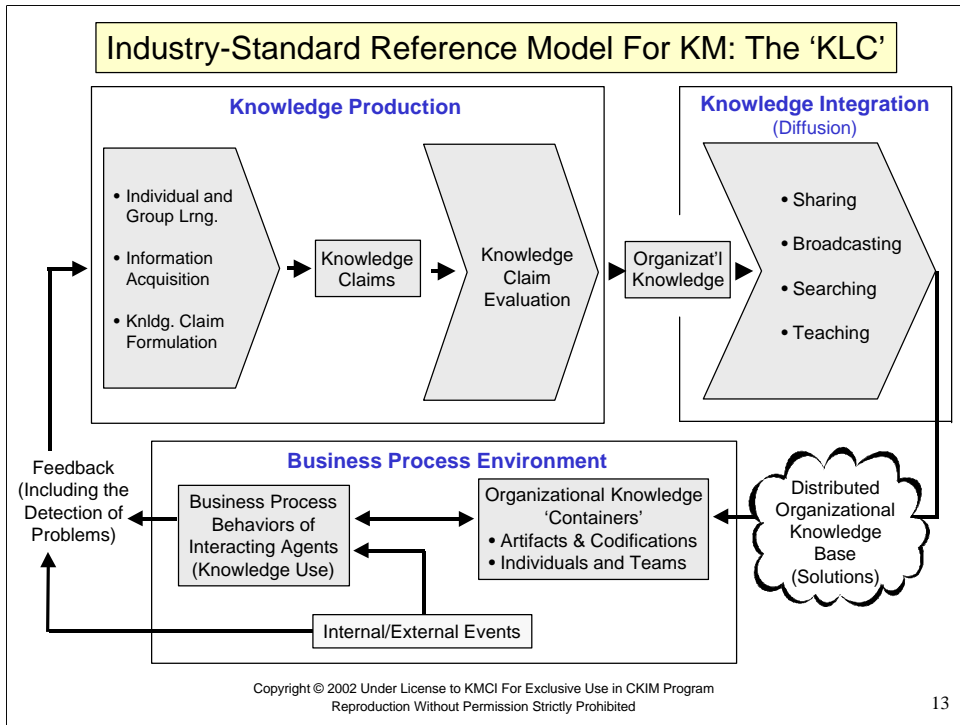 Industry-Standard Reference Model For KM: The ‘KLC’
Knowledge Production
• Individual and
Group Lrng.
• Information
Acquisition
• Knldg. Claim
Formulation
Knowledge
Claims
Knowledge
Claim
Evaluation
Organizat'l
Knowledge
Knowledge Integration
(Diffusion)
• Sharing
• Broadcasting
• Searching
• Teaching
Feedback
(Including the
Detection of
Problems)
Business Process Environment
Business Process
Behaviors of
Interacting Agents
(Knowledge Use)
Organizational Knowledge
‘Containers’
• Artifacts & Codifications
• Individuals and Teams
Distributed
Organizational
Knowledge
Base
(Solutions)
Internal/External Events
Copyright © 2002 Under License to KMCI For Exclusive Use in CKIM Program
Reproduction Without Permission Strictly Prohibited
13